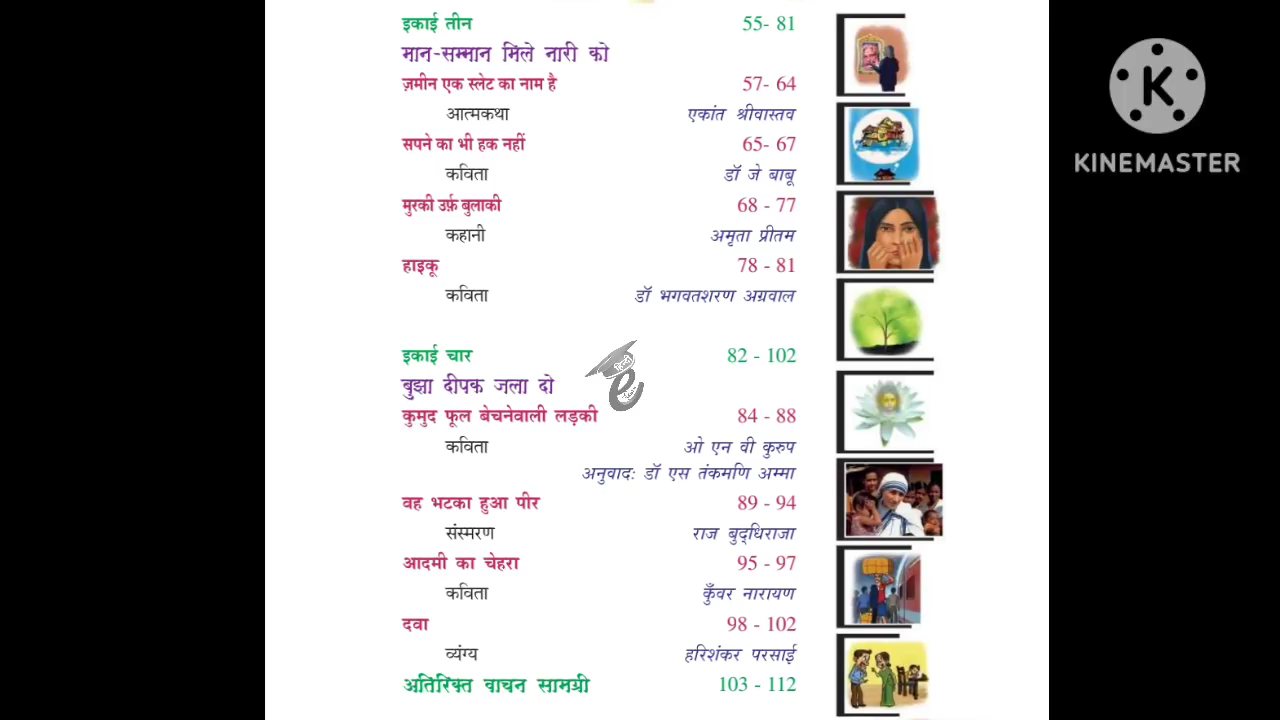 इकाई तीन 55- 81
मान-सम्मान मिले नारी को
ज़मीन एक स्लेट का नाम है 57- 64
आत्मकथा एकांत श्रीवास्तव
सपने का भी हक नहीं 65- 67
कविता डॉ जे बाबू
मुरकी उर्फ़ बुलाकी 68 - 77
कहानी अमृता प्रीतम
हाइकू 78 - 81
कविता डॉ भगवतशरण अग्रवाल
इकाई चार 82 - 102
बुझा दीपक जला दो
कुमुद फूल बेचनेवाली लड़की 84 - 88
कविता ओ एन वी कुरुप
अनुवादः डॉ एस तंकमणि अम्मा
वह भटका हुआ पीर 89 - 94
संस्मरण राज बुद्धिराजा
आदमी का चेहरा 95 - 97
कविता कुँवर नारायण
दवा 98 - 102
व्यंग्य हरिशंकर परसाई
अतिरिक्त वाचन सामग्री 103 - 112
K
KINEMASTER